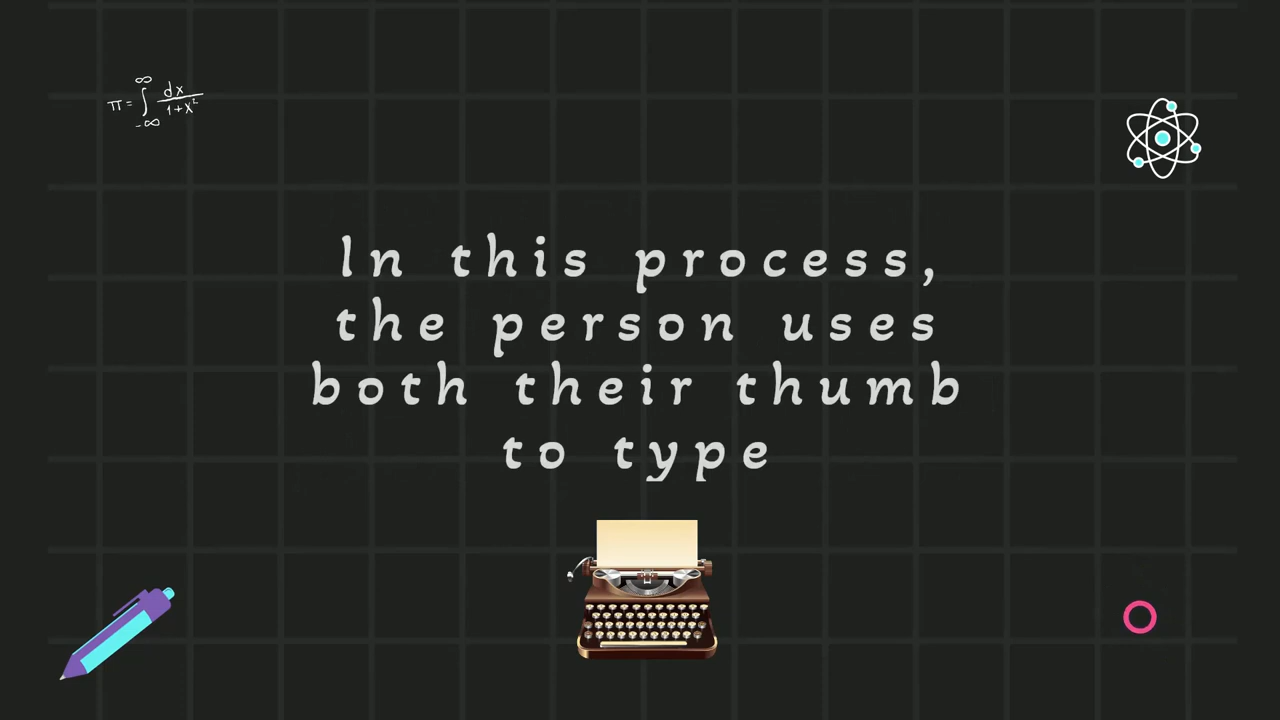 π = ∫_{-∞}^{∞} dx / 1+x²
In this process,
the person uses
both their thumb
to type